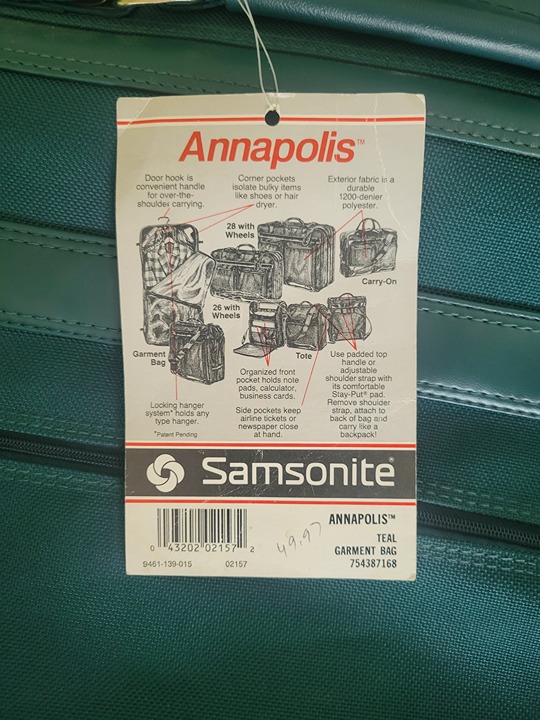 Annapolis™
Door hook is
convenient handle
for over-the-
shoulder carrying.
Corner pockets
isolate bulky items
like shoes or hair
dryer.
Exterior fabric is a
durable
1200-denier
polyester.
28 with
Wheels
Carry-On
26 with
Wheels
Garment
Bag
Tote
Organized front
pocket holds note
pads, calculator,
business cards.
Use padded top
handle or
adjustable
shoulder strap with
its comfortable
Stay-Put® pad.
Remove shoulder
strap, attach to
back of bag and
carry like a
backpack!
Locking hanger
system* holds any
type hanger.
*Patent Pending
Side pockets keep
airline tickets or
newspaper close
at hand.
Samsonite®
ANNAPOLIS™
TEAL
GARMENT BAG
754387168
49.97
0 43202 02157 2
9461-139-015 02157